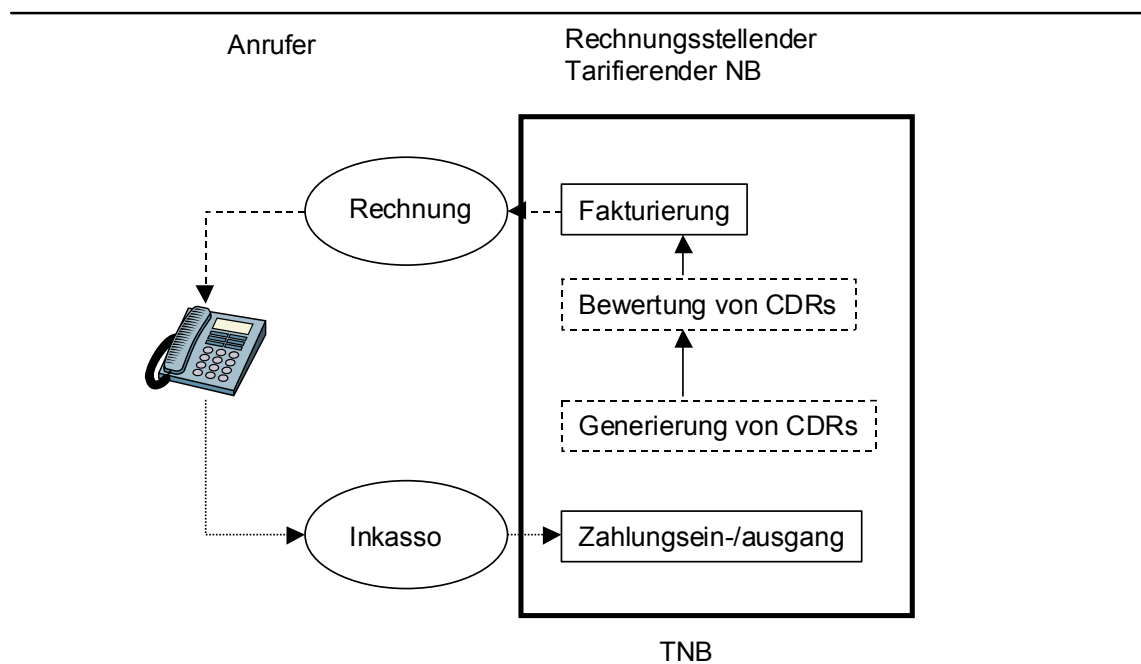 Anrufer
Rechnungsstellender
Tarifierender NB
Rechnung
Fakturierung
Bewertung von CDRs
Generierung von CDRs
Inkasso
Zahlungsein-/ausgang
TNB